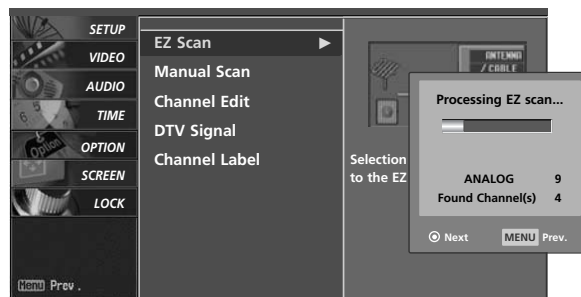 SETUP
VIDEO
AUDIO
TIME
OPTION
SCREEN
LOCK
Menu Prev.
EZ Scan
Manual Scan
Channel Edit
DTV Signal
Channel Label
ANTENNA
/ CABLE
Selection
to the EZ
Processing EZ scan...
ANALOG 9
Found Channel(s) 4
Next MENU Prev.
Option